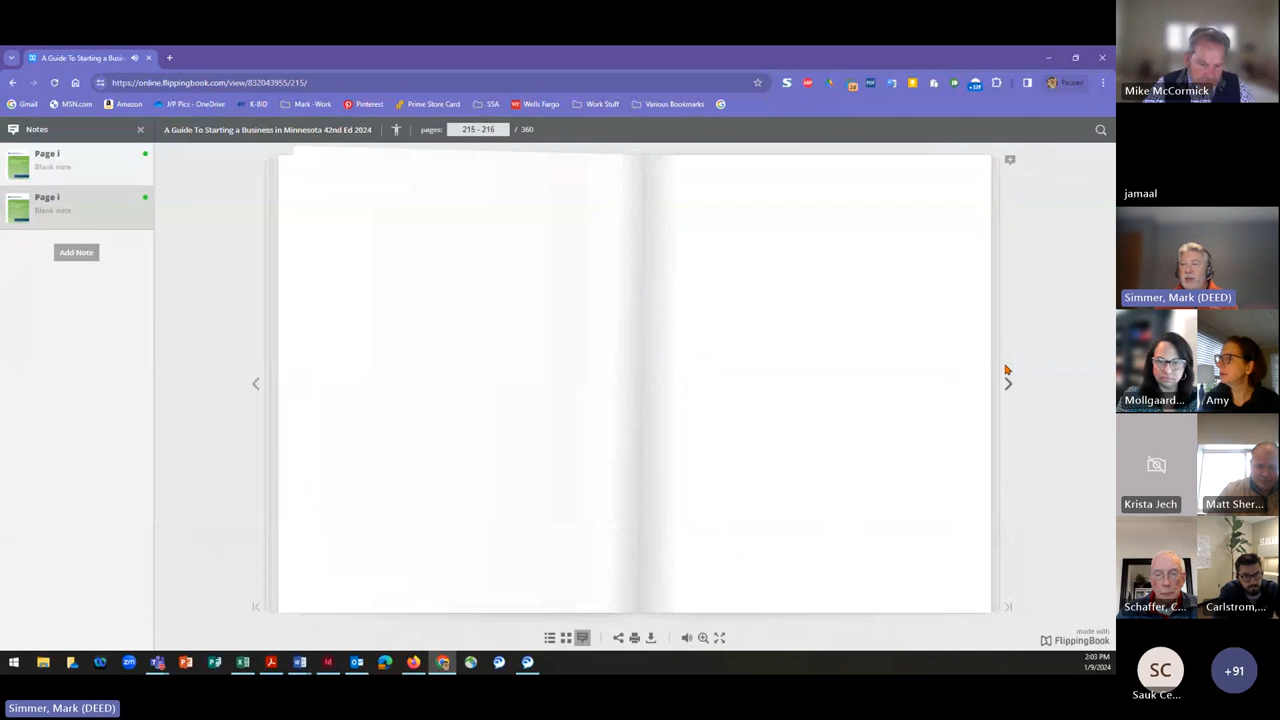 A Guide To Starting a Busin
https://online.flippingbook.com/view/832043955/215/
Paused
Gmail
MSN.com
Amazon
J/P Pics - OneDrive
K-BID
Mark -Work
Pinterest
Prime Store Card
SSA
Wells Fargo
Work Stuff
Various Bookmarks
Notes
A Guide To Starting a Business in Minnesota 42nd Ed 2024
pages:
215 - 216
/ 360
Page i
Blank note
Page i
Blank note
Add Note
made with
FlippingBook
2:03 PM
1/9/2024
Mike McCormick
jamaal
Simmer, Mark (DEED)
Mollgaard...
Amy
Krista Jech
Matt Sher...
Schaffer, C...
Carlstrom,...
SC
Sauk Ce...
+91
Simmer, Mark (DEED)